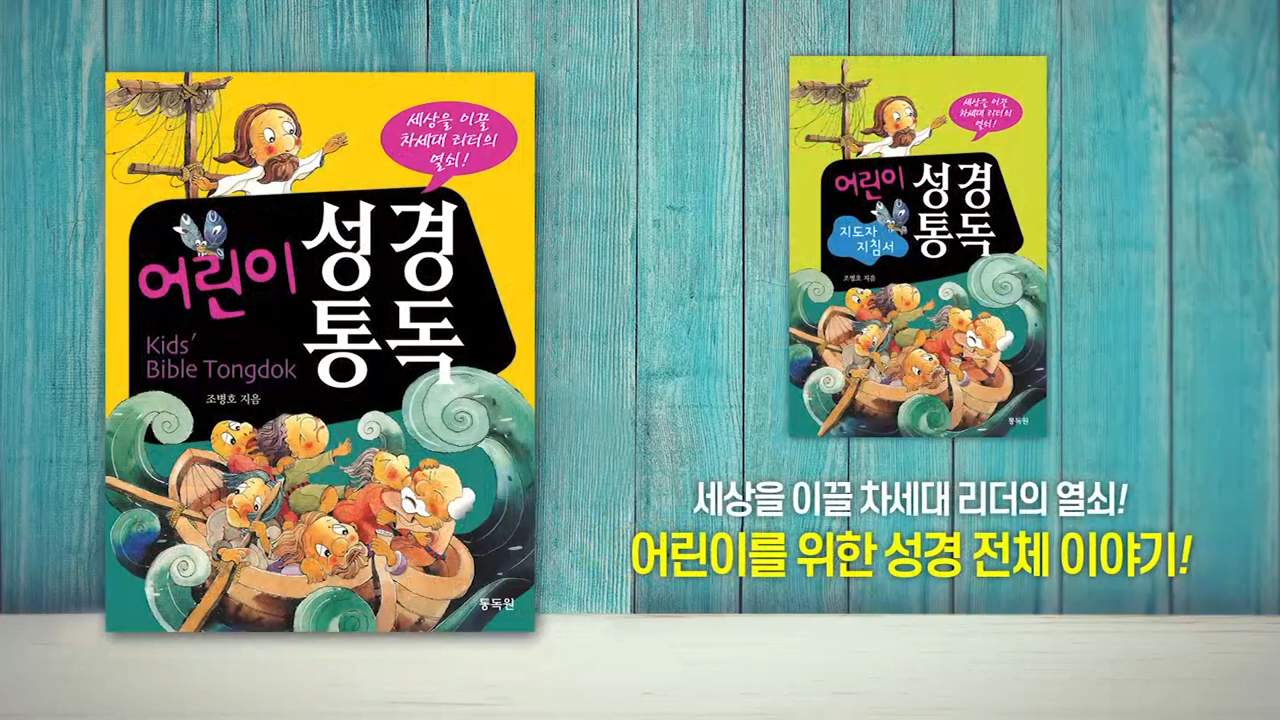 세상을 이끌
차세대 리더의
열쇠!
어린이
성경
통독
Kids'
Bible Tongdok
조병호 지음
통독원
세상을 이끌
차세대 리더의
열쇠!
어린이
성경
통독
지도자
지침서
조병호 지음
통독원
세상을 이끌 차세대 리더의 열쇠!
어린이를 위한 성경 전체 이야기!